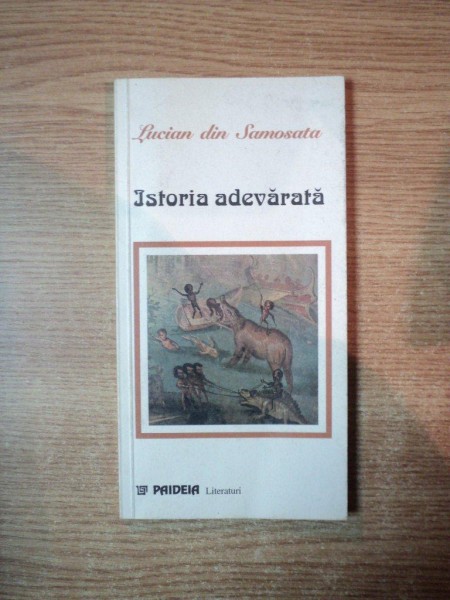 Lucian din Samosata
Istoria adevărată
PAIDEIA Literaturi